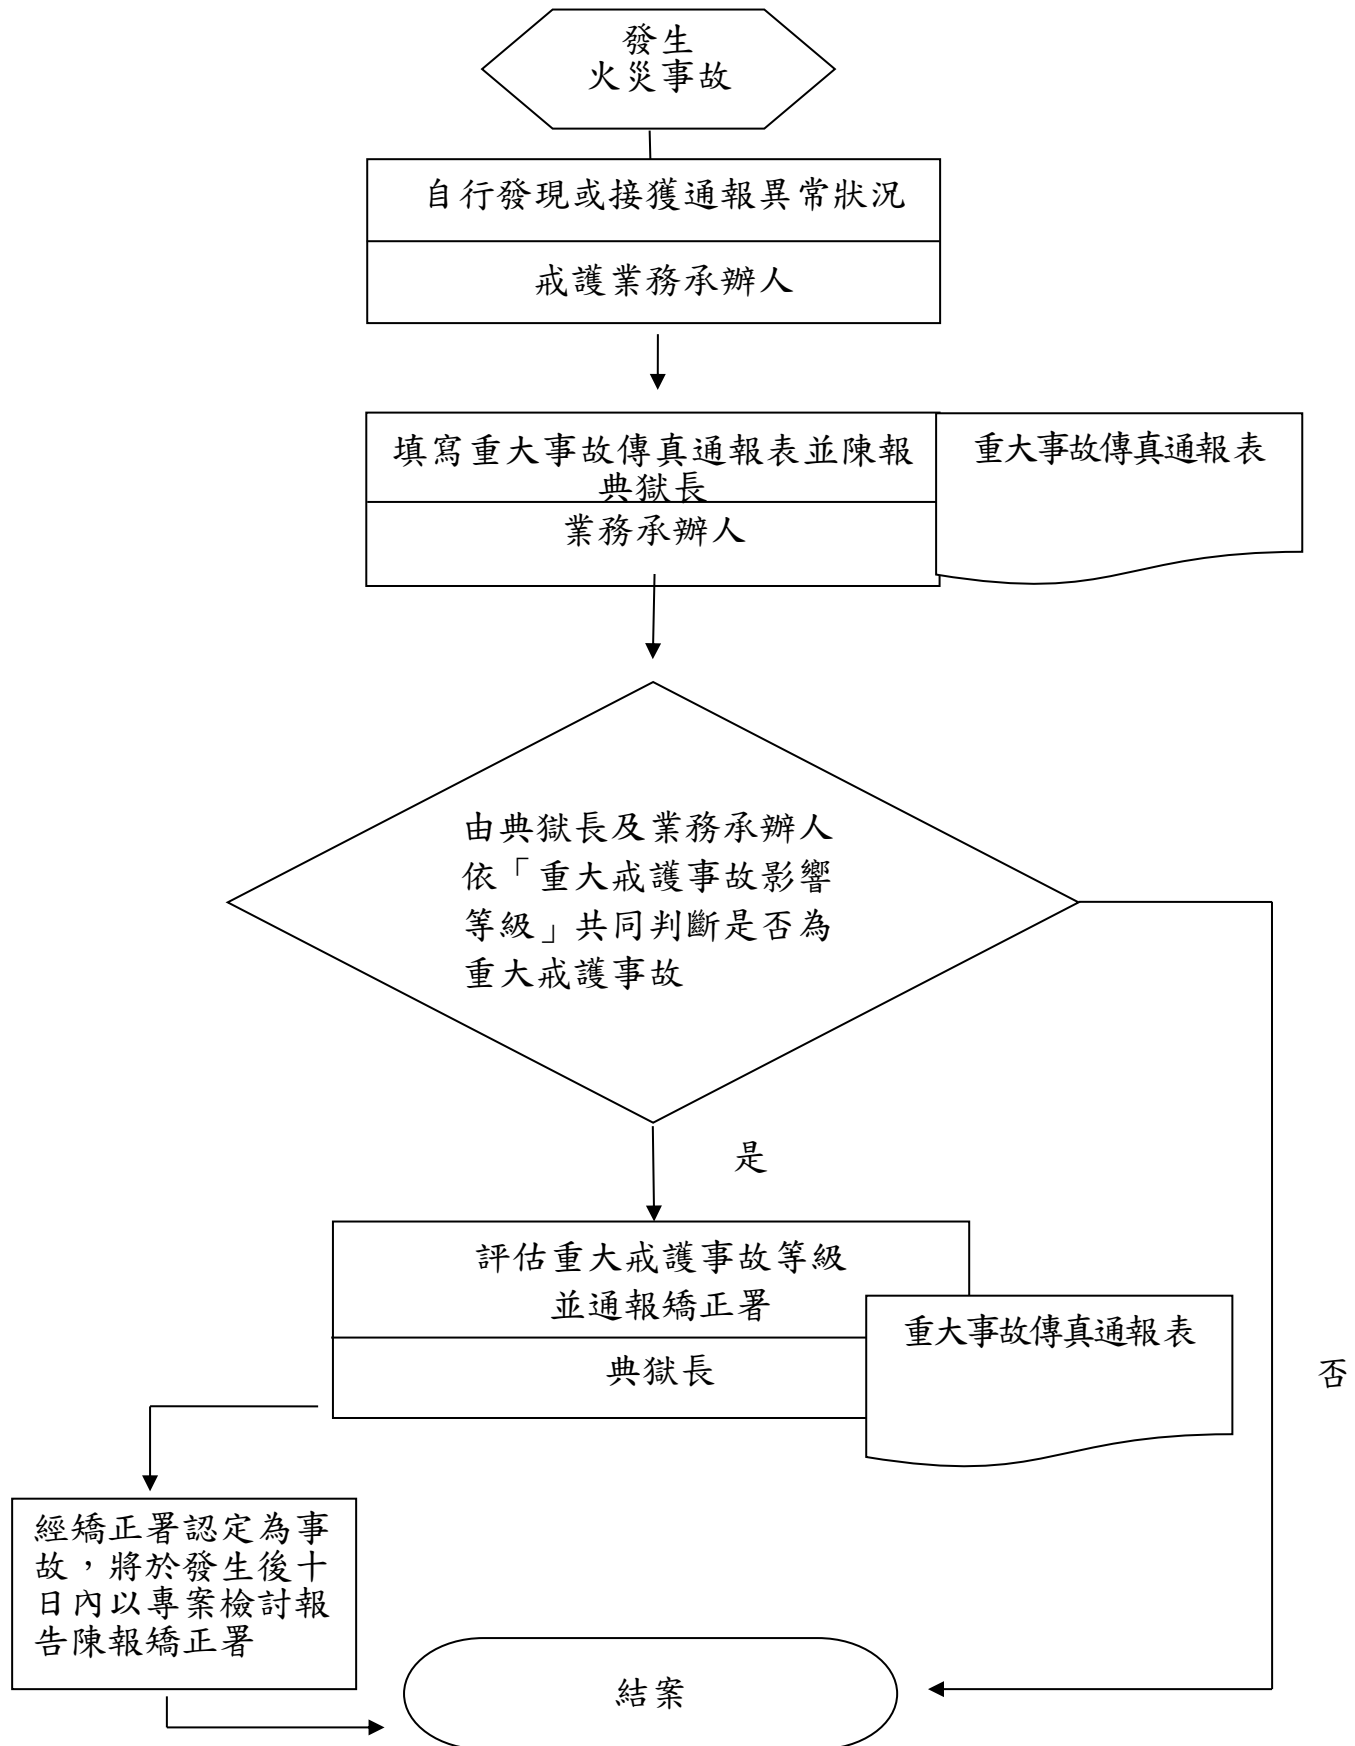 發生
火災事故
自行發現或接獲通報異常狀況
戒護業務承辦人
填寫重大事故傳真通報表並陳報
典獄長
業務承辦人
重大事故傳真通報表
由典獄長及業務承辦人
依「重大戒護事故影響
等級」共同判斷是否為
重大戒護事故
是
評估重大戒護事故等級
並通報矯正署
典獄長
重大事故傳真通報表
否
經矯正署認定為事
故，將於發生後十
日內以專案檢討報
告陳報矯正署
結案